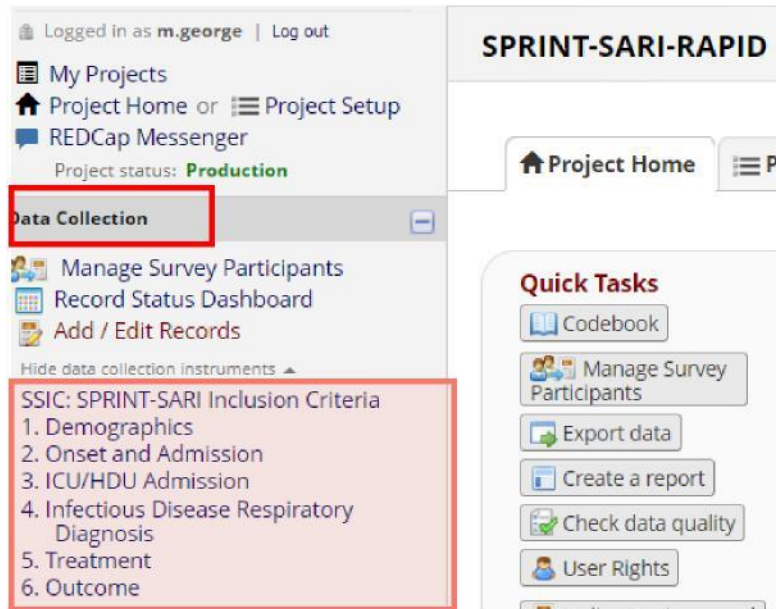 Logged in as m.george | Log out
My Projects
Project Home or Project Setup
REDCap Messenger
Project status: Production
Data Collection
Manage Survey Participants
Record Status Dashboard
Add / Edit Records
Hide data collection instruments
SSIC: SPRINT-SARI Inclusion Criteria
1. Demographics
2. Onset and Admission
3. ICU/HDU Admission
4. Infectious Disease Respiratory
Diagnosis
5. Treatment
6. Outcome
SPRINT-SARI-RAPID
Project Home
Quick Tasks
Codebook
Manage Survey
Participants
Export data
Create a report
Check data quality
User Rights